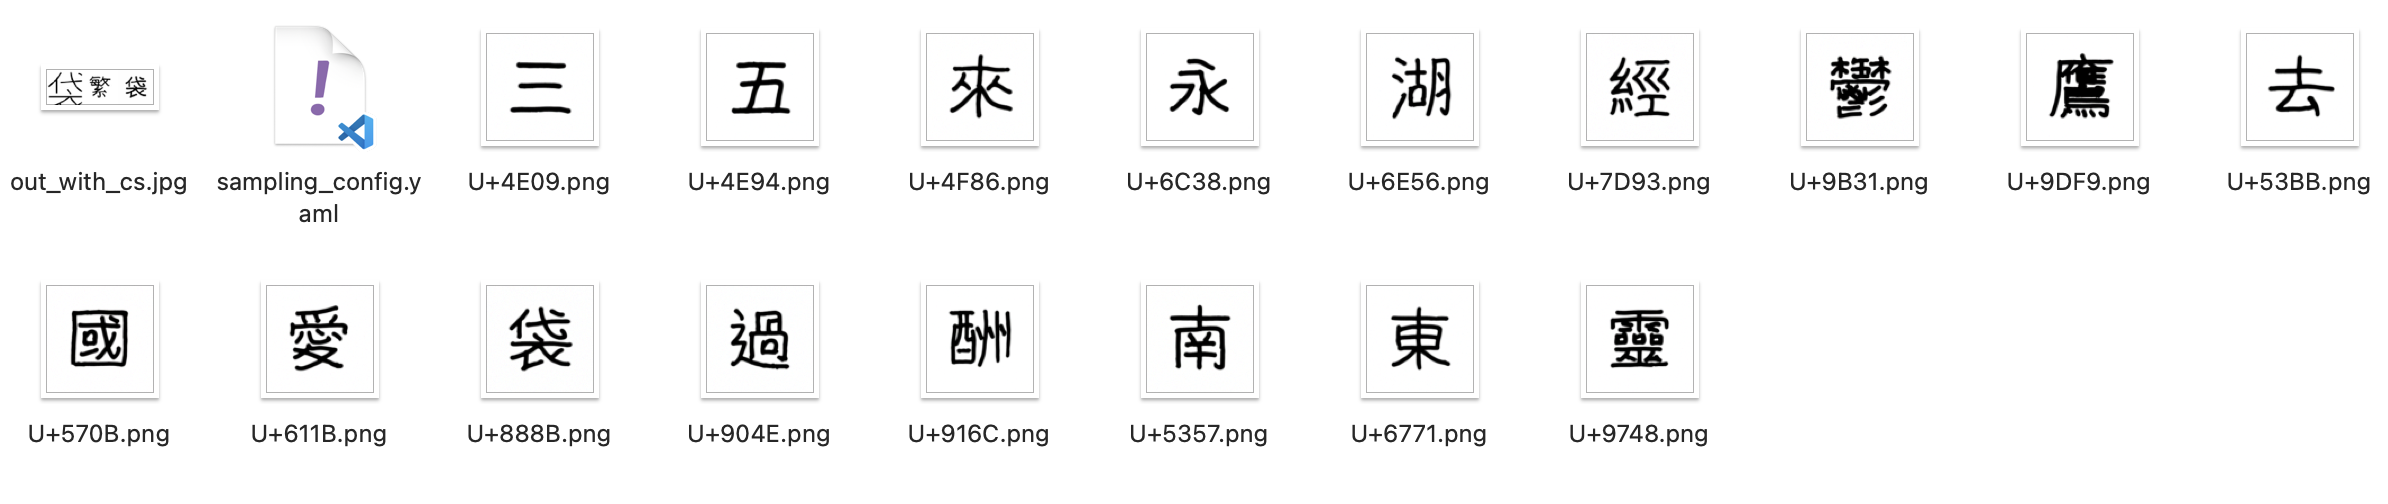 袋 繁 袋 三 五 來 永 湖 經 鬱 鷹 去
out_with_cs.jpg sampling_config.y U+4E09.png U+4E94.png U+4F86.png U+6C38.png U+6E56.png U+7D93.png U+9B31.png U+9DF9.png U+53BB.png
aml
國 愛 袋 過 酬 南 東 靈
U+570B.png U+611B.png U+888B.png U+904E.png U+916C.png U+5357.png U+6771.png U+9748.png